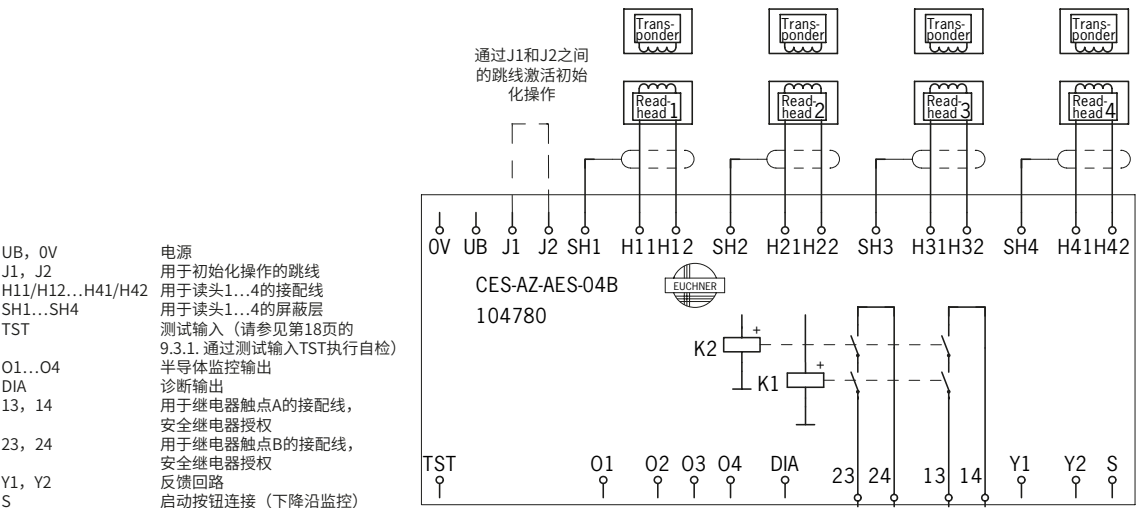 Trans-
ponder
Trans-
ponder
Trans-
ponder
Trans-
ponder
通过J1和J2之间
的跳线激活初始
化操作
Read-
head 1
Read-
head 2
Read-
head 3
Read-
head 4
0V UB J1 J2 SH1 H11 H12 SH2 H21 H22 SH3 H31 H32 SH4 H41 H42
CES-AZ-AES-04B
EUCHNER
104780
K2
+
K1
+
TST O1 O2 O3 O4 DIA 23 24 13 14 Y1 Y2 S
UB，0V 电源
J1，J2 用于初始化操作的跳线
H11/H12…H41/H42 用于读头1…4的接配线
SH1…SH4 用于读头1…4的屏蔽层
TST 测试输入（请参见第18页的
9.3.1. 通过测试输入TST执行自检）
O1…O4 半导体监控输出
DIA 诊断输出
13，14 用于继电器触点A的接配线，
安全继电器授权
23，24 用于继电器触点B的接配线，
安全继电器授权
Y1，Y2 反馈回路
S 启动按钮连接（下降沿监控）